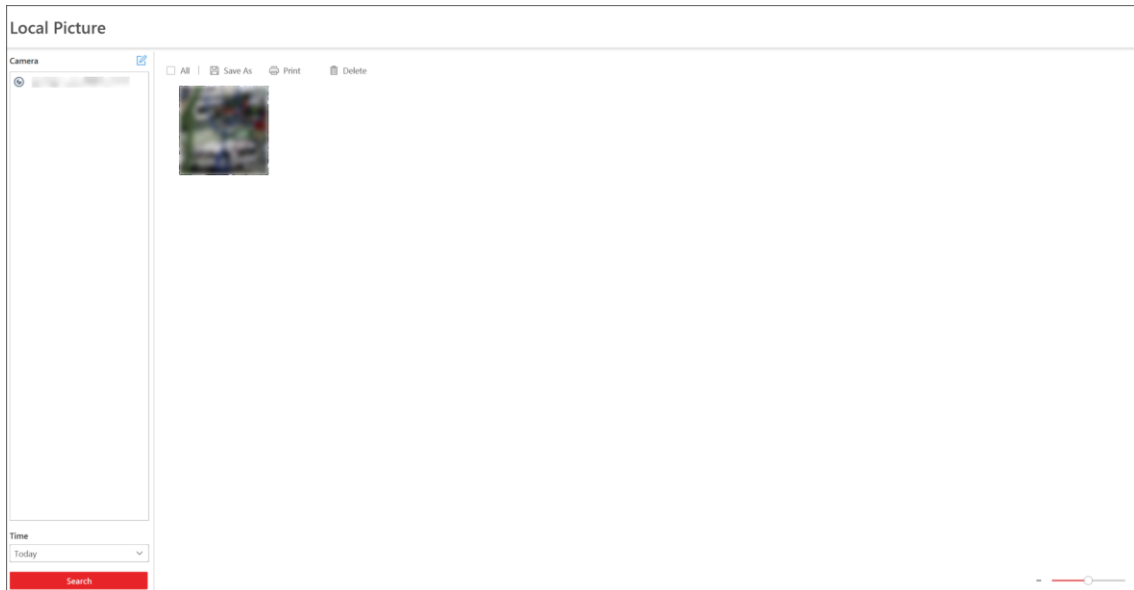 Local Picture
Camera
All | Save As Print Delete
Time
Today
Search